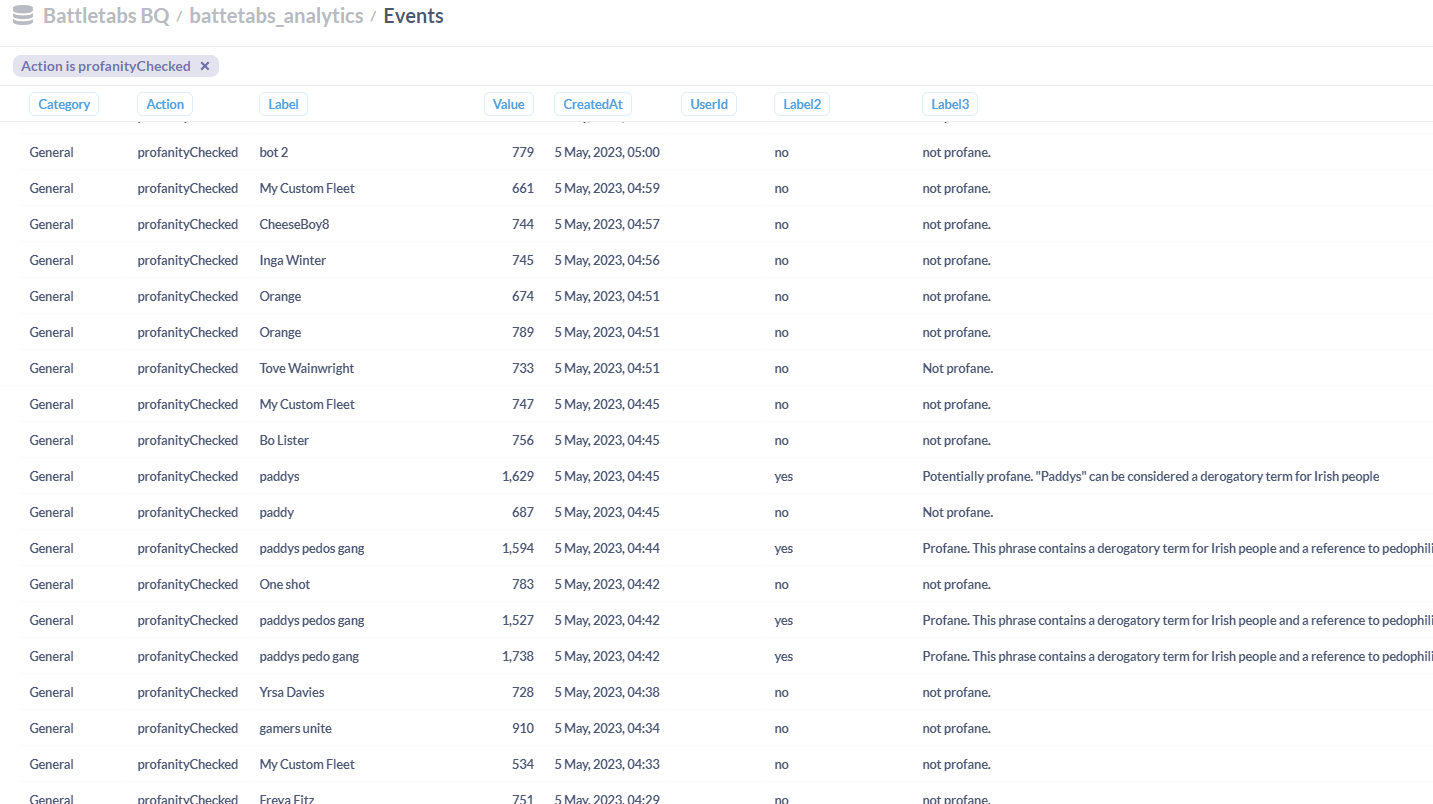 Battletabs BQ / battetabs_analytics / Events
Action is profanityChecked ×
Category Action Label Value CreatedAt UserId Label2 Label3
General profanityChecked bot 2 779 5 May, 2023, 05:00 no not profane.
General profanityChecked My Custom Fleet 661 5 May, 2023, 04:59 no not profane.
General profanityChecked CheeseBoy8 744 5 May, 2023, 04:57 no not profane.
General profanityChecked Inga Winter 745 5 May, 2023, 04:56 no not profane.
General profanityChecked Orange 674 5 May, 2023, 04:51 no not profane.
General profanityChecked Orange 789 5 May, 2023, 04:51 no not profane.
General profanityChecked Tove Wainwright 733 5 May, 2023, 04:51 no Not profane.
General profanityChecked My Custom Fleet 747 5 May, 2023, 04:45 no not profane.
General profanityChecked Bo Lister 756 5 May, 2023, 04:45 no not profane.
General profanityChecked paddys 1,629 5 May, 2023, 04:45 yes Potentially profane. "Paddys" can be considered a derogatory term for Irish people
General profanityChecked paddy 687 5 May, 2023, 04:45 no Not profane.
General profanityChecked paddys pedos gang 1,594 5 May, 2023, 04:44 yes Profane. This phrase contains a derogatory term for Irish people and a reference to pedophili
General profanityChecked One shot 783 5 May, 2023, 04:42 no not profane.
General profanityChecked paddys pedos gang 1,527 5 May, 2023, 04:42 yes Profane. This phrase contains a derogatory term for Irish people and a reference to pedophili
General profanityChecked paddys pedo gang 1,738 5 May, 2023, 04:42 yes Profane. This phrase contains a derogatory term for Irish people and a reference to pedophili
General profanityChecked Yrsa Davies 728 5 May, 2023, 04:38 no not profane.
General profanityChecked gamers unite 910 5 May, 2023, 04:34 no not profane.
General profanityChecked My Custom Fleet 534 5 May, 2023, 04:33 no not profane.
General profanityChecked Freya Fitz 751 5 May, 2023, 04:29 no not profane.